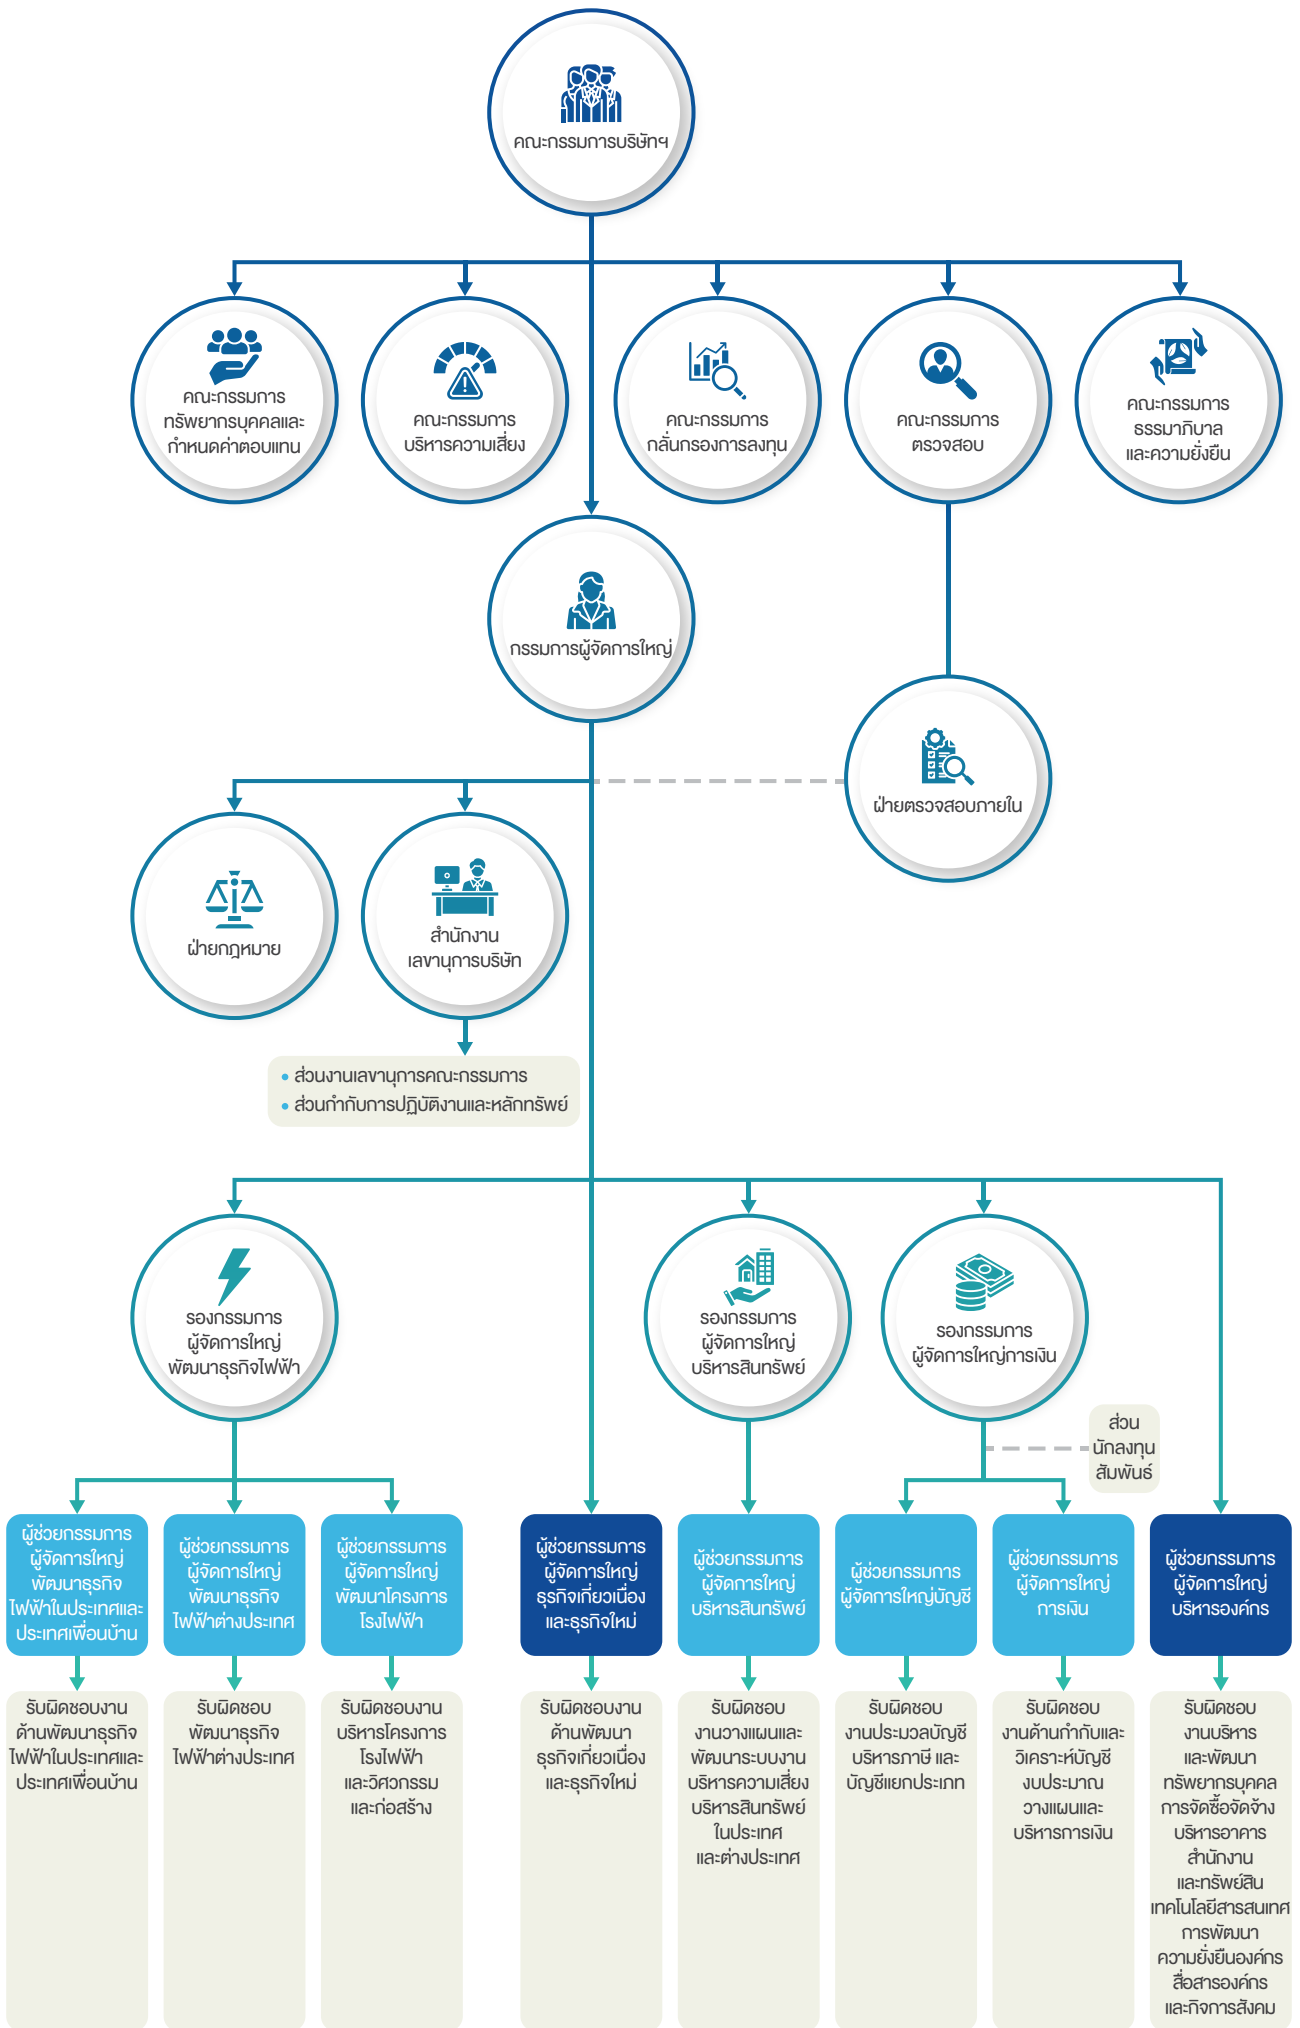 คณะกรรมการบริษัทฯ
คณะกรรมการ
ทรัพยากรบุคคลและ
กำหนดค่าตอบแทน
คณะกรรมการ
บริหารความเสี่ยง
คณะกรรมการ
กลั่นกรองการลงทุน
คณะกรรมการ
ตรวจสอบ
คณะกรรมการ
ธรรมาภิบาล
และความยั่งยืน
กรรมการผู้จัดการใหญ่
ฝ่ายตรวจสอบภายใน
ฝ่ายกฎหมาย
สำนักงาน
เลขานุการบริษัท
• ส่วนงานเลขานุการคณะกรรมการ
• ส่วนกำกับการปฏิบัติงานและหลักทรัพย์
รองกรรมการ
ผู้จัดการใหญ่
พัฒนาธุรกิจไฟฟ้า
รองกรรมการ
ผู้จัดการใหญ่
บริหารสินทรัพย์
รองกรรมการ
ผู้จัดการใหญ่การเงิน
ส่วน
นักลงทุน
สัมพันธ์
ผู้ช่วยกรรมการ
ผู้จัดการใหญ่
พัฒนาธุรกิจ
ไฟฟ้าในประเทศและ
ประเทศเพื่อนบ้าน
ผู้ช่วยกรรมการ
ผู้จัดการใหญ่
พัฒนาธุรกิจ
ไฟฟ้าต่างประเทศ
ผู้ช่วยกรรมการ
ผู้จัดการใหญ่
พัฒนาโครงการ
โรงไฟฟ้า
ผู้ช่วยกรรมการ
ผู้จัดการใหญ่
ธุรกิจเกี่ยวเนื่อง
และธุรกิจใหม่
ผู้ช่วยกรรมการ
ผู้จัดการใหญ่
บริหารสินทรัพย์
ผู้ช่วยกรรมการ
ผู้จัดการใหญ่บัญชี
ผู้ช่วยกรรมการ
ผู้จัดการใหญ่
การเงิน
ผู้ช่วยกรรมการ
ผู้จัดการใหญ่
บริหารองค์กร
รับผิดชอบงาน
ด้านพัฒนาธุรกิจ
ไฟฟ้าในประเทศและ
ประเทศเพื่อนบ้าน
รับผิดชอบ
พัฒนาธุรกิจ
ไฟฟ้าต่างประเทศ
รับผิดชอบงาน
บริหารโครงการ
โรงไฟฟ้า
และวิศวกรรม
และก่อสร้าง
รับผิดชอบงาน
ด้านพัฒนา
ธุรกิจเกี่ยวเนื่อง
และธุรกิจใหม่
รับผิดชอบ
งานวางแผนและ
พัฒนาระบบงาน
บริหารความเสี่ยง
บริหารสินทรัพย์
ในประเทศ
และต่างประเทศ
รับผิดชอบ
งานประมวลบัญชี
บริหารภาษี และ
บัญชีแยกประเภท
รับผิดชอบ
งานด้านกำกับและ
วิเคราะห์บัญชี
งบประมาณ
วางแผนและ
บริหารการเงิน
รับผิดชอบ
งานบริหาร
และพัฒนา
ทรัพยากรบุคคล
การจัดซื้อจัดจ้าง
บริหารอาคาร
สำนักงาน
และทรัพย์สิน
เทคโนโลยีสารสนเทศ
การพัฒนา
ความยั่งยืนองค์กร
สื่อสารองค์กร
และกิจการสังคม